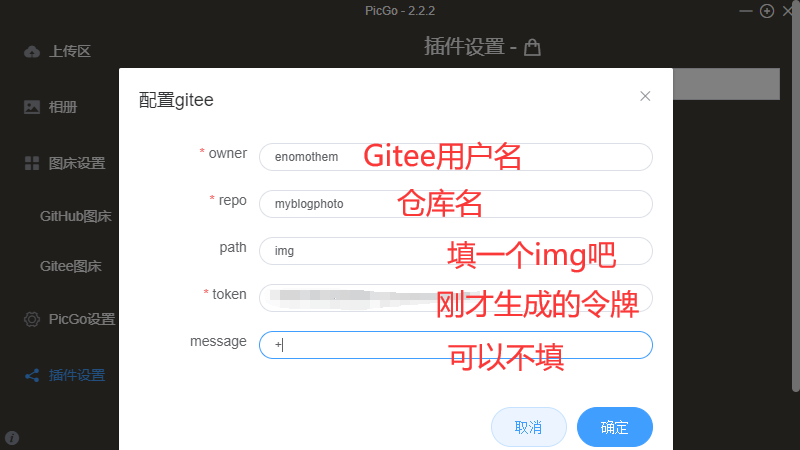 PicGo - 2.2.2
上传区
相册
图床设置
GitHub图床
Gitee图床
PicGo设置
插件设置
插件设置 -
配置gitee
* owner enomothem Gitee用户名
* repo myblogphoto 仓库名
path img 填一个img吧
* token 刚才生成的令牌
message + 可以不填
取消 确定